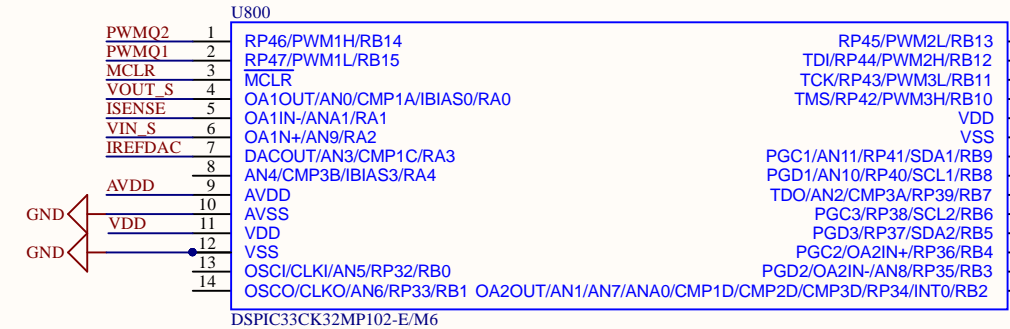 U800
PWMQ2 1 RP46/PWM1H/RB14 RP45/PWM2L/RB13
PWMQ1 2 RP47/PWM1L/RB15 TDI/RP44/PWM2H/RB12
MCLR 3 MCLR TCK/RP43/PWM3L/RB11
VOUT_S 4 OA1OUT/AN0/CMP1A/IBIAS0/RA0 TMS/RP42/PWM3H/RB10
ISENSE 5 OA1IN-/ANA1/RA1 VDD
VIN_S 6 OA1N+/AN9/RA2 VSS
IREFDAC 7 DACOUT/AN3/CMP1C/RA3 PGC1/AN11/RP41/SDA1/RB9
8 AN4/CMP3B/IBIAS3/RA4 PGD1/AN10/RP40/SCL1/RB8
AVDD 9 AVDD TDO/AN2/CMP3A/RP39/RB7
GND 10 AVSS PGC3/RP38/SCL2/RB6
VDD 11 VDD PGD3/RP37/SDA2/RB5
GND 12 VSS PGC2/OA2IN+/RP36/RB4
13 OSCI/CLKI/AN5/RP32/RB0 PGD2/OA2IN-/AN8/RP35/RB3
14 OSCO/CLKO/AN6/RP33/RB1 OA2OUT/AN1/AN7/ANA0/CMP1D/CMP2D/CMP3D/RP34/INT0/RB2
DSPIC33CK32MP102-E/M6